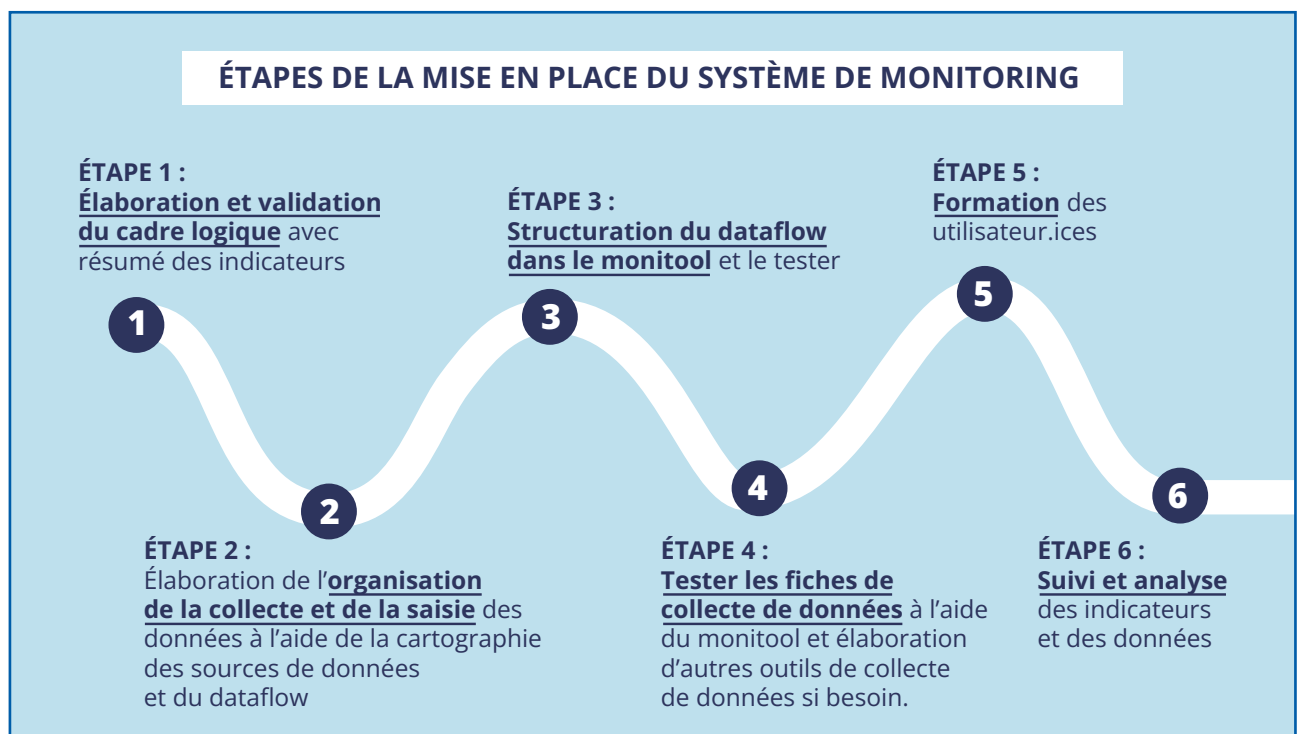 ÉTAPES DE LA MISE EN PLACE DU SYSTÈME DE MONITORING
ÉTAPE 1 :
Élaboration et validation
du cadre logique avec
résumé des indicateurs
1
2
ÉTAPE 2 :
Élaboration de l’organisation
de la collecte et de la saisie des
données à l’aide de la cartographie
des sources de données
et du dataflow
ÉTAPE 3 :
Structuration du dataflow
dans le monitool et le tester
3
4
ÉTAPE 4 :
Tester les fiches de
collecte de données à l’aide
du monitool et élaboration
d’autres outils de collecte
de données si besoin.
ÉTAPE 5 :
Formation des
utilisateur.ices
5
6
ÉTAPE 6 :
Suivi et analyse
des indicateurs
et des données